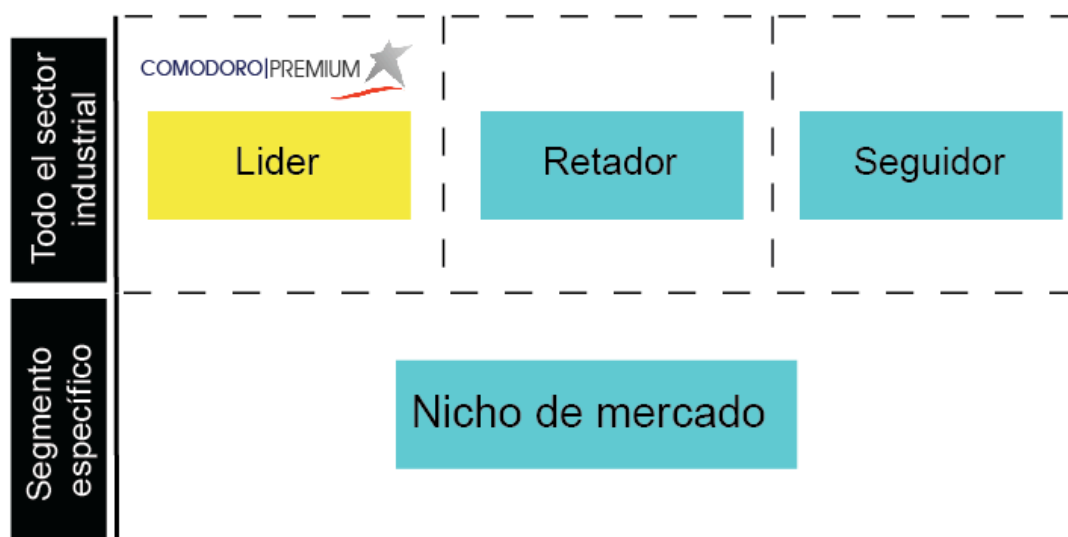 Todo el sector
industrial
COMODORO|PREMIUM
Lider
Retador
Seguidor
Segmento
específico
Nicho de mercado